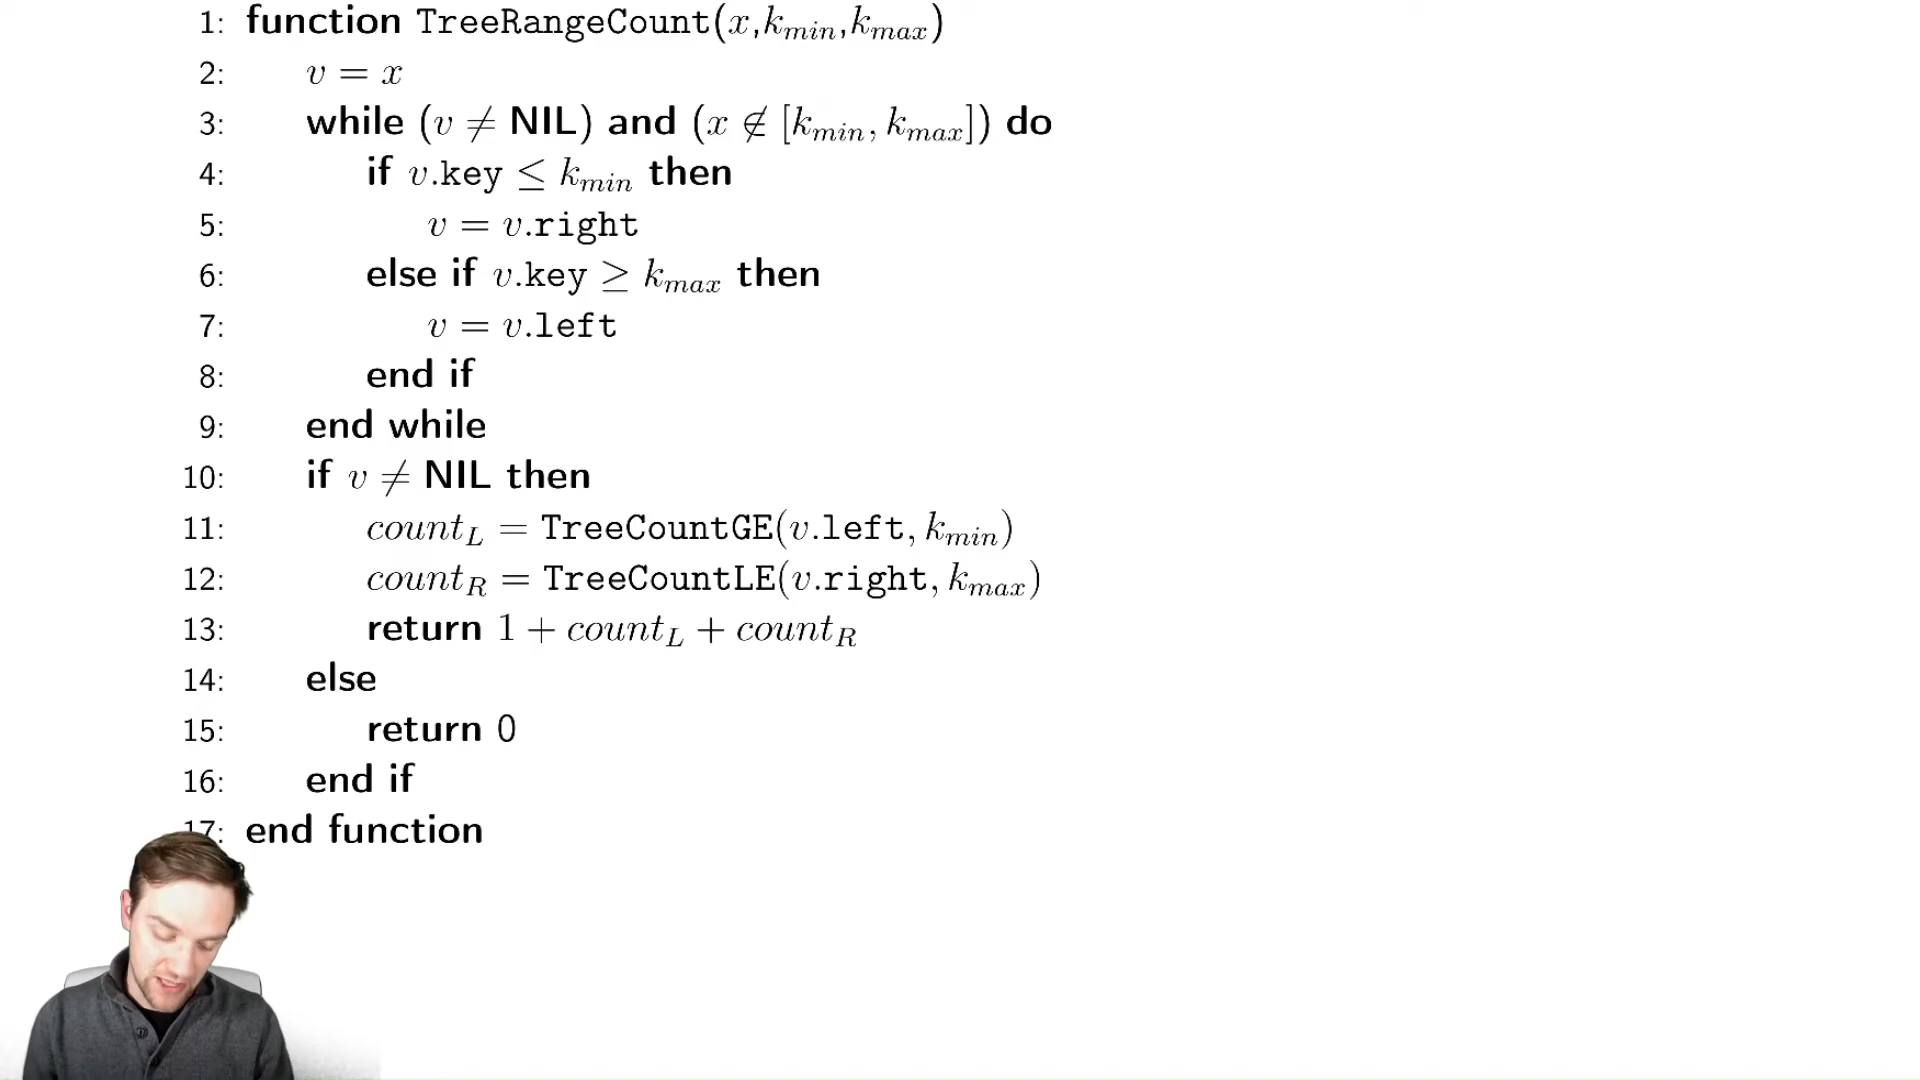 1: function TreeRangeCount(x,k_min,k_max)
2: v = x
3: while (v ≠ NIL) and (x ∉ [k_min, k_max]) do
4: if v.key ≤ k_min then
5: v = v.right
6: else if v.key ≥ k_max then
7: v = v.left
8: end if
9: end while
10: if v ≠ NIL then
11: count_L = TreeCountGE(v.left, k_min)
12: count_R = TreeCountLE(v.right, k_max)
13: return 1 + count_L + count_R
14: else
15: return 0
16: end if
17: end function